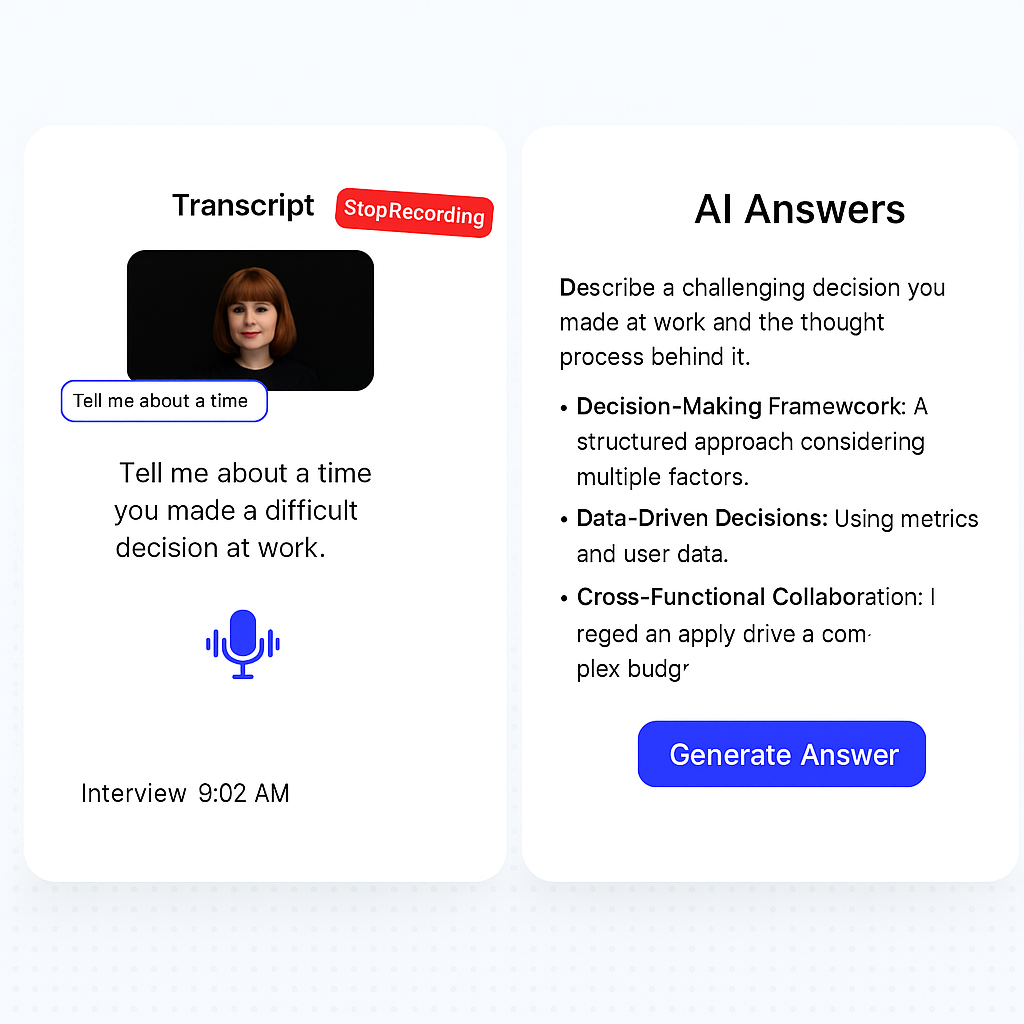 Transcript
StopRecording
Tell me about a time
Tell me about a time
you made a difficult
decision at work.
Interview 9:02 AM
AI Answers
Describe a challenging decision you
made at work and the thought
process behind it.
• Decision-Making Framewcork: A
structured approach considering
multiple factors.
• Data-Driven Decisions: Using metrics
and user data.
• Cross-Functional Collaboration: I
reged an apply drive a com-
plex budgr
Generate Answer